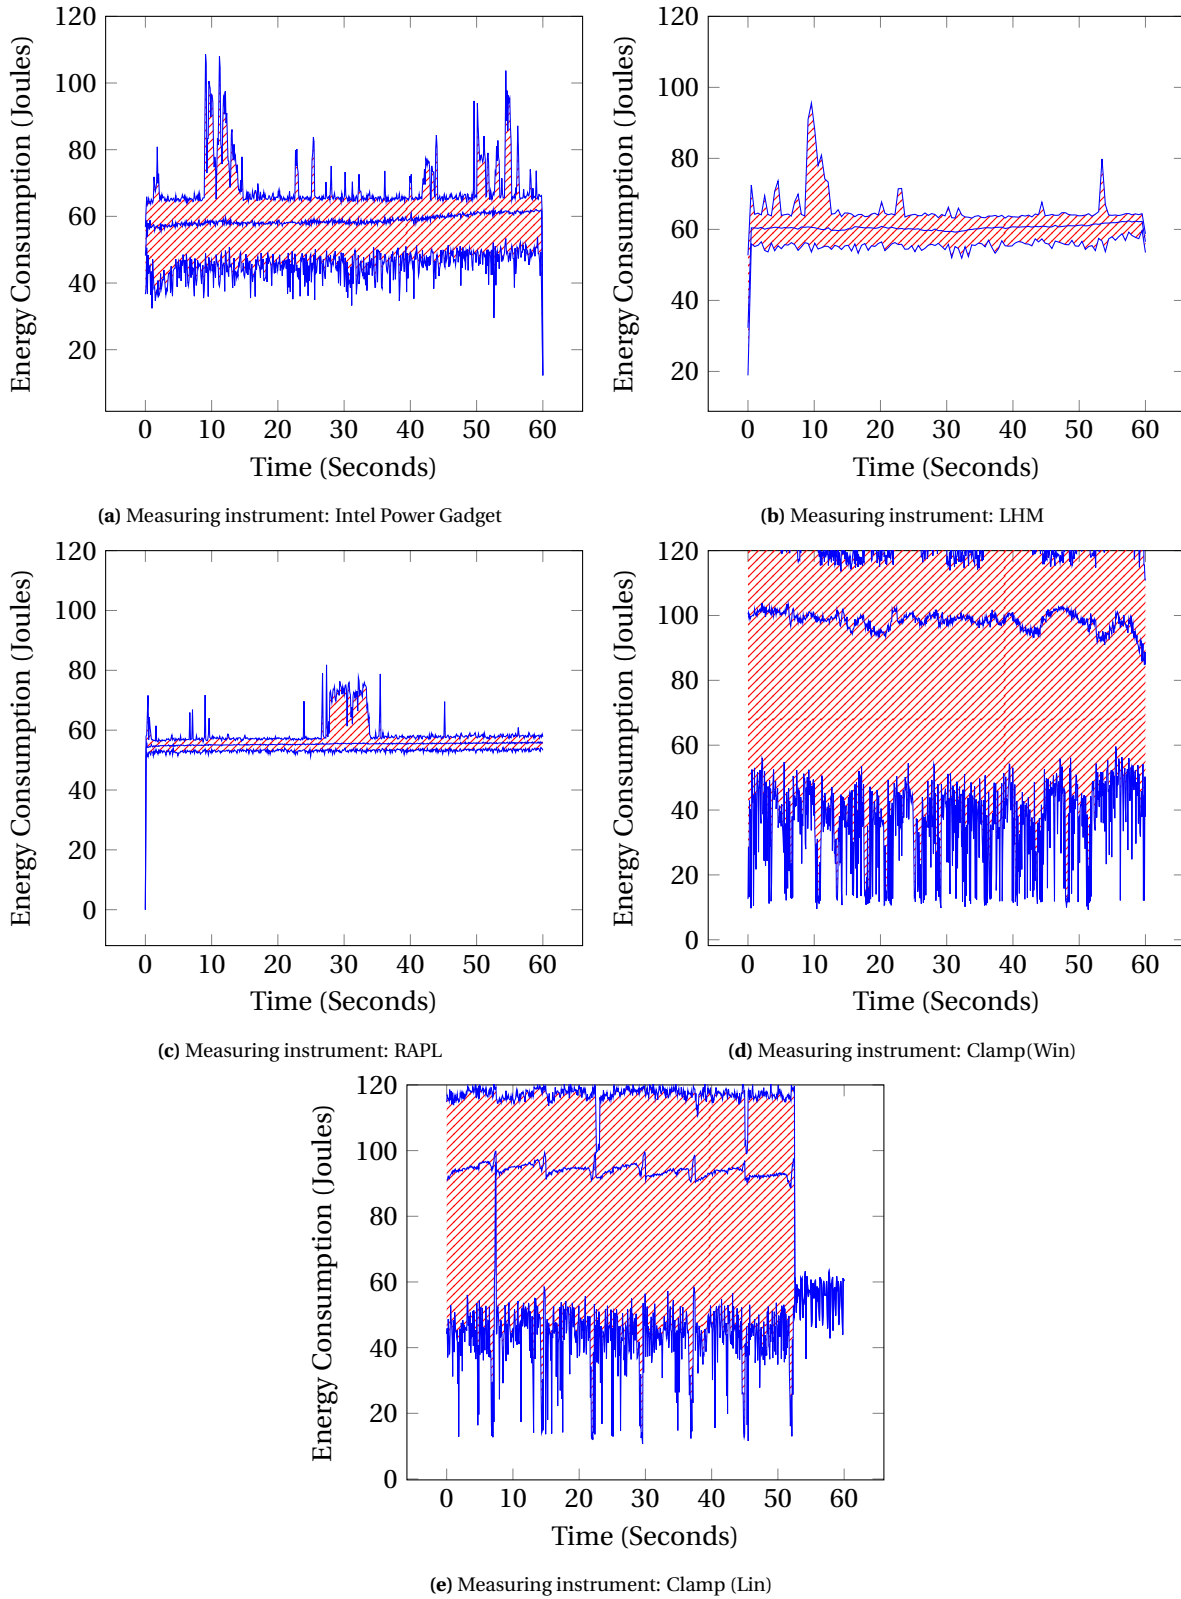 120
100
80
60
40
20
Energy Consumption (Joules)
0 10 20 30 40 50 60
Time (Seconds)
(a) Measuring instrument: Intel Power Gadget
120
100
80
60
40
20
Energy Consumption (Joules)
0 10 20 30 40 50 60
Time (Seconds)
(b) Measuring instrument: LHM
120
100
80
60
40
20
0
Energy Consumption (Joules)
0 10 20 30 40 50 60
Time (Seconds)
(c) Measuring instrument: RAPL
120
100
80
60
40
20
0
Energy Consumption (Joules)
0 10 20 30 40 50 60
Time (Seconds)
(d) Measuring instrument: Clamp(Win)
120
100
80
60
40
20
0
Energy Consumption (Joules)
0 10 20 30 40 50 60
Time (Seconds)
(e) Measuring instrument: Clamp (Lin)